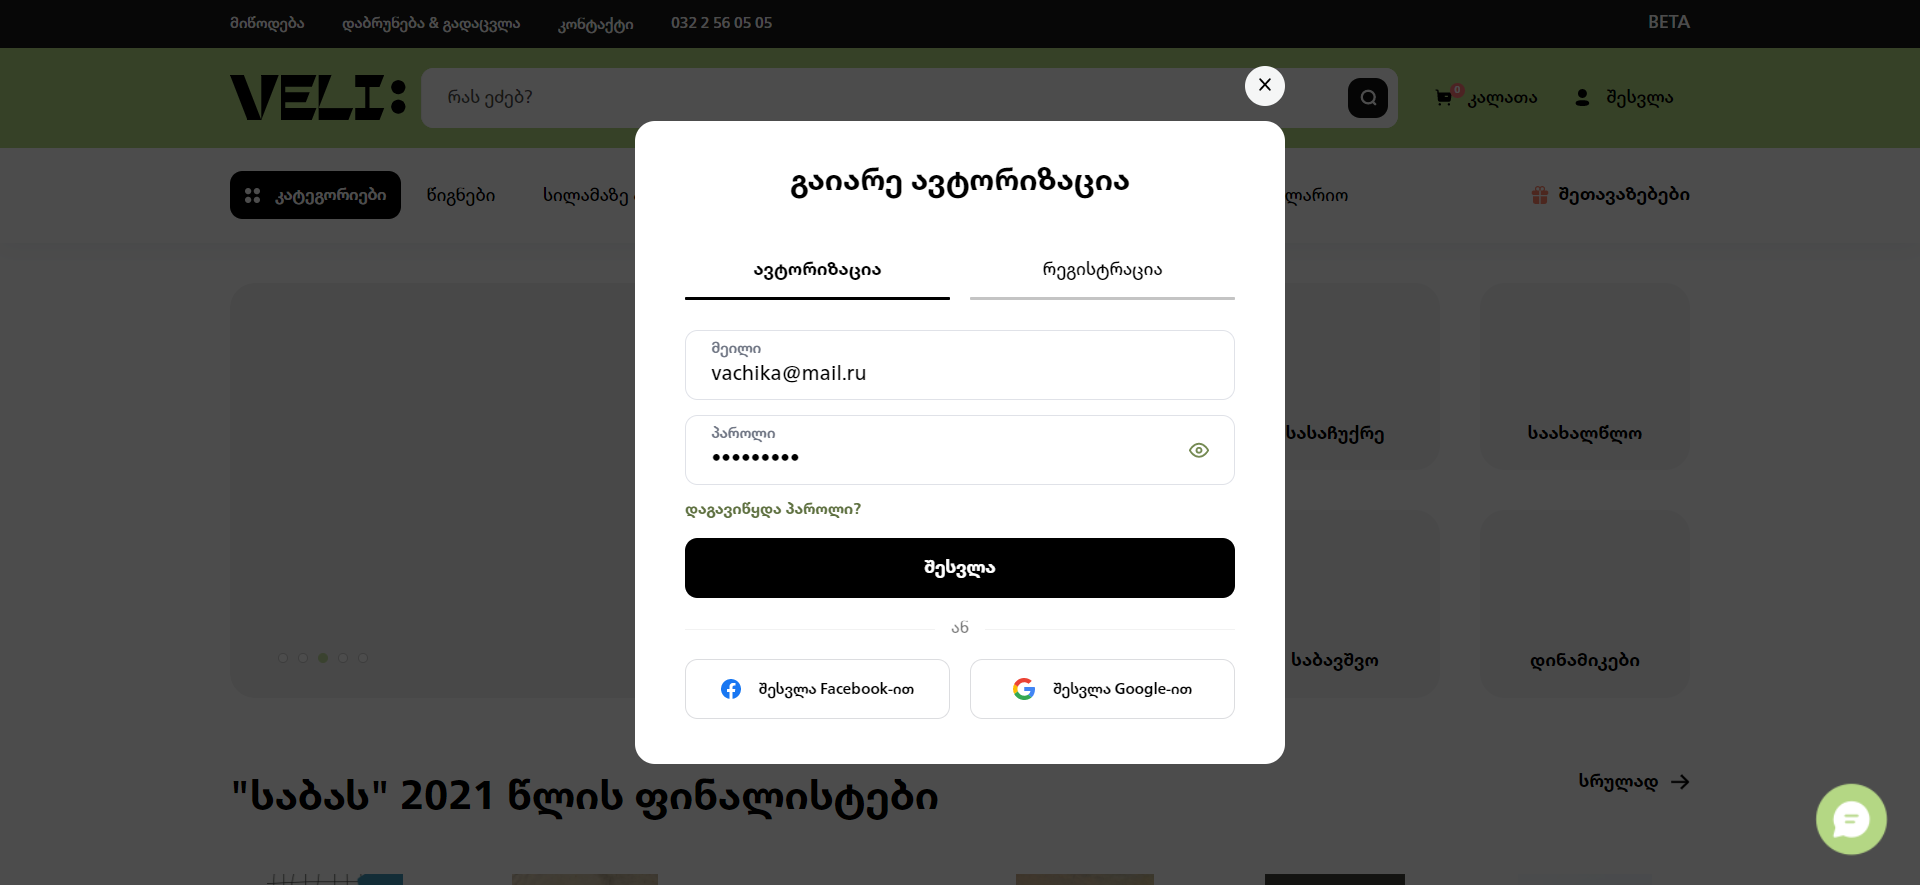 მიწოდება დაბრუნება & გადაცვლა კონტაქტი 032 2 56 05 05 BETA
VELI: რას ეძებ? 0 კალათა შესვლა
კატეგორიები წიგნები სილამაზე ლარიო შეთავაზებები
გაიარე ავტორიზაცია
ავტორიზაცია რეგისტრაცია
მეილი
vachika@mail.ru
პაროლი
•••••••••
დაგავიწყდა პაროლი?
შესვლა
ან
შესვლა Facebook-ით შესვლა Google-ით
სასაჩუქრე საახალწლო
საბავშვო დინამიკები
"საბას" 2021 წლის ფინალისტები სრულად